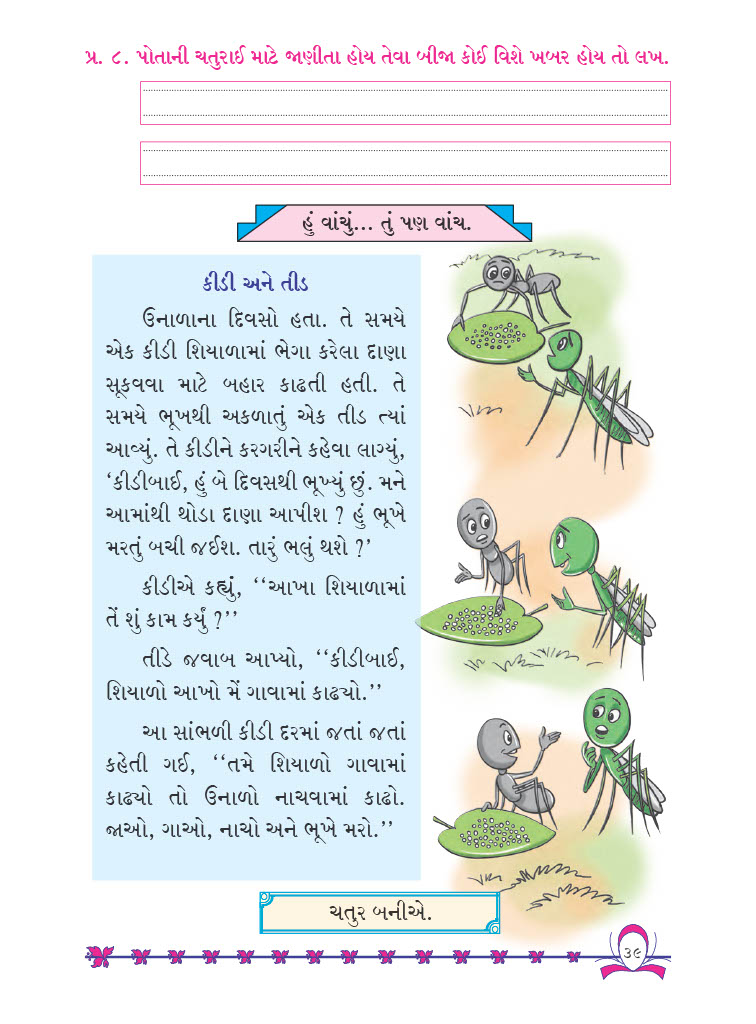 પ્ર. ૮. પોતાની ચતુરાઈ માટે જાણીતા હોય તેવા બીજા કોઈ વિશે ખબર હોય તો લખ.
હું વાંચું... તું પણ વાંચ.
કીડી અને તીડ
ઉનાળાના દિવસો હતા. તે સમયે
એક કીડી શિયાળામાં ભેગા કરેલા દાણા
સૂકવવા માટે બહાર કાઢતી હતી. તે
સમયે ભૂખથી અકળાતું એક તીડ ત્યાં
આવ્યું. તે કીડીને કરગરીને કહેવા લાગ્યું,
‘કીડીબાઈ, હું બે દિવસથી ભૂખ્યું છું. મને
આમાંથી થોડા દાણા આપીશ ? હું ભૂખે
મરતું બચી જઈશ. તારું ભલું થશે ?’
કીડીએ કહ્યું, ‘‘આખા શિયાળામાં
તેં શું કામ કર્યું ?’’
તીડે જવાબ આપ્યો, ‘‘કીડીબાઈ,
શિયાળો આખો મેં ગાવામાં કાઢ્યો.’’
આ સાંભળી કીડી દરમાં જતાં જતાં
કહેતી ગઈ, ‘‘તમે શિયાળો ગાવામાં
કાઢ્યો તો ઉનાળો નાચવામાં કાઢો.
જાઓ, ગાઓ, નાચો અને ભૂખે મરો.’’
ચતુર બનીએ.
૩૯